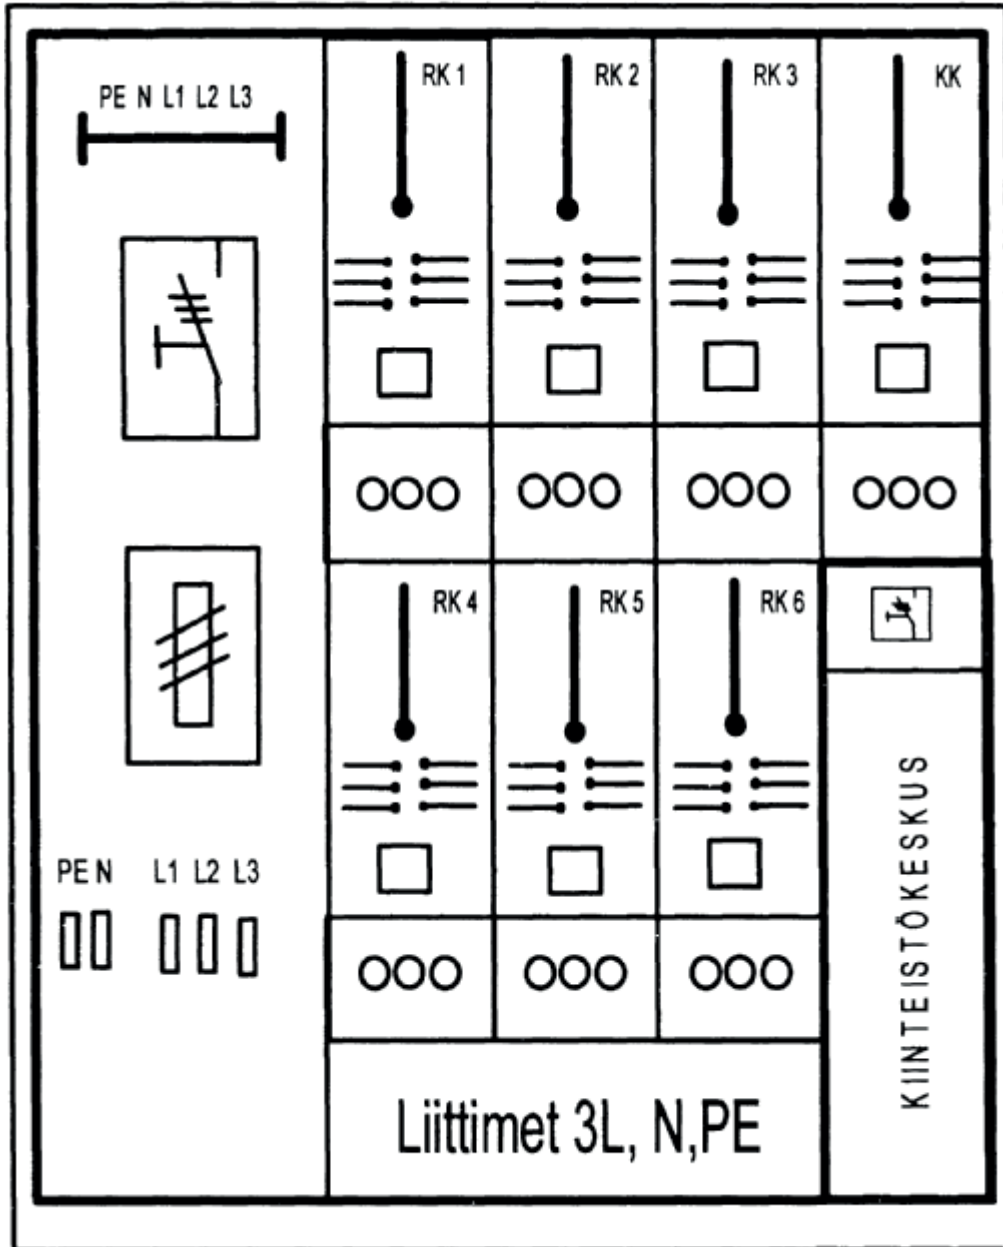 PE N L1 L2 L3
RK 1
RK 2
RK 3
KK
RK 4
RK 5
RK 6
PE N L1 L2 L3
KIINTEISTÖKESKUS
Liittimet 3L, N,PE